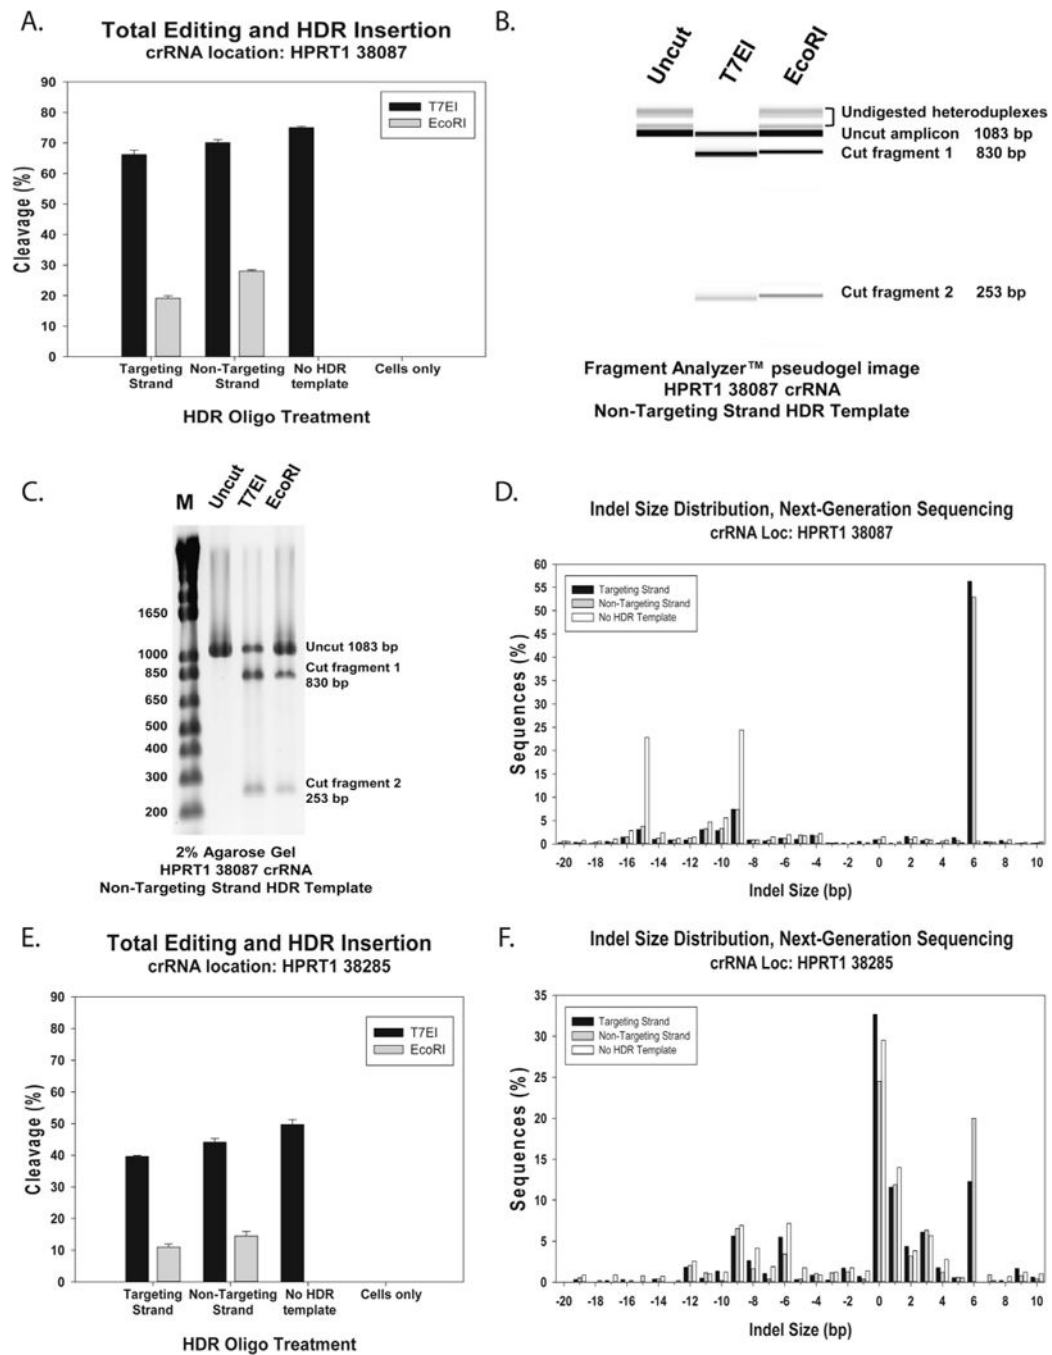 A.
Total Editing and HDR Insertion
crRNA location: HPRT1 38087
90
80
70
60
50
40
30
20
10
0
Cleavage (%)
T7EI
EcoRI
Targeting Strand
Non-Targeting Strand
No HDR template
Cells only
HDR Oligo Treatment
B.
Uncut
T7EI
EcoRI
Undigested heteroduplexes
Uncut amplicon 1083 bp
Cut fragment 1 830 bp
Cut fragment 2 253 bp
Fragment Analyzer™ pseudogel image
HPRT1 38087 crRNA
Non-Targeting Strand HDR Template
C.
M
Uncut
T7EI
EcoRI
1650
1000
850
650
500
400
300
200
Uncut 1083 bp
Cut fragment 1
830 bp
Cut fragment 2
253 bp
2% Agarose Gel
HPRT1 38087 crRNA
Non-Targeting Strand HDR Template
D.
Indel Size Distribution, Next-Generation Sequencing
crRNA Loc: HPRT1 38087
60
55
50
45
40
35
30
25
20
15
10
5
0
Sequences (%)
Targeting Strand
Non-Targeting Strand
No HDR Template
-20 -18 -16 -14 -12 -10 -8 -6 -4 -2 0 2 4 6 8 10
Indel Size (bp)
E.
Total Editing and HDR Insertion
crRNA location: HPRT1 38285
90
80
70
60
50
40
30
20
10
0
Cleavage (%)
T7EI
EcoRI
Targeting Strand
Non-Targeting Strand
No HDR template
Cells only
HDR Oligo Treatment
F.
Indel Size Distribution, Next-Generation Sequencing
crRNA Loc: HPRT1 38285
35
30
25
20
15
10
5
0
Sequences (%)
Targeting Strand
Non-Targeting Strand
No HDR Template
-20 -18 -16 -14 -12 -10 -8 -6 -4 -2 0 2 4 6 8 10
Indel Size (bp)